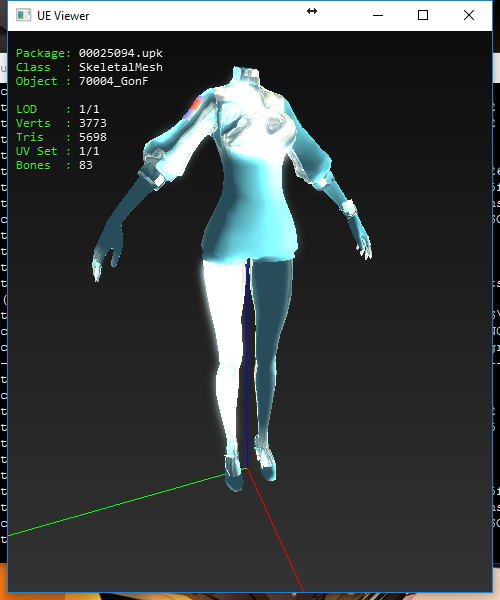 UE Viewer
Package: 00025094.upk
Class : SkeletalMesh
Object : 70004_GonF
LOD : 1/1
Verts : 3773
Tris : 5698
UV Set : 1/1
Bones : 83